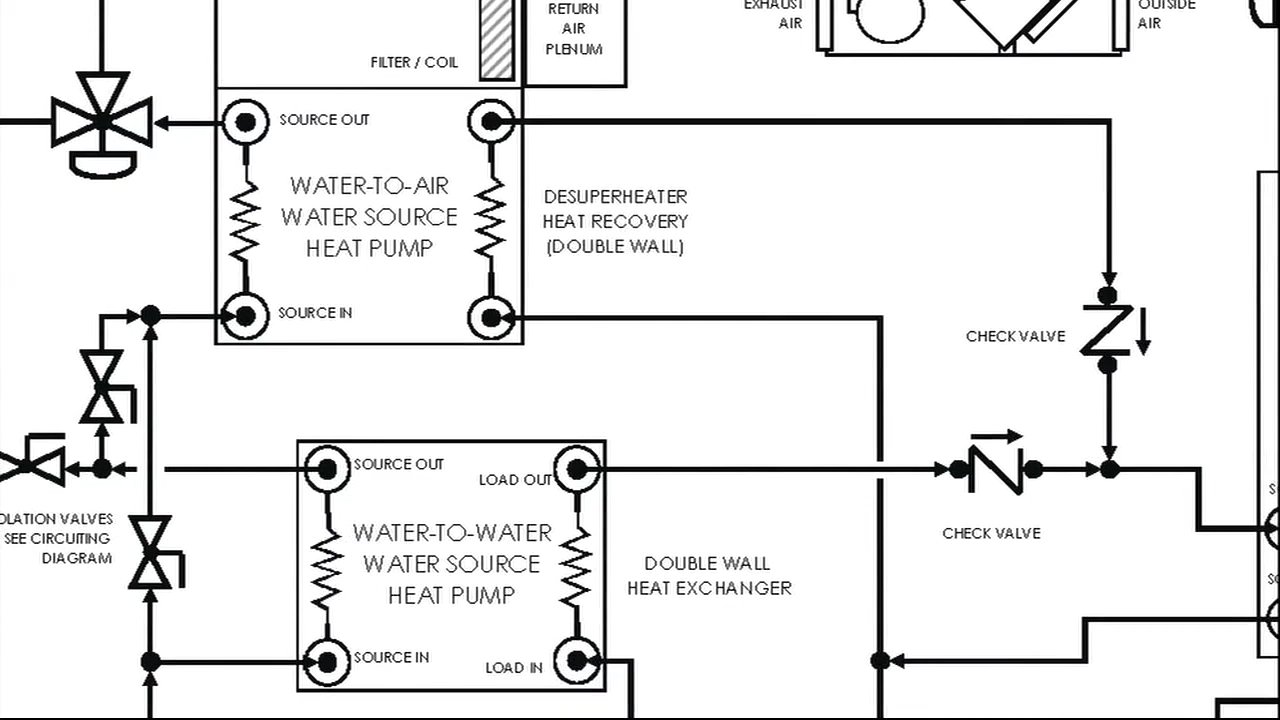 EXHAUST
AIR
RETURN
AIR
PLENUM
OUTSIDE
AIR
FILTER / COIL
SOURCE OUT
WATER-TO-AIR
WATER SOURCE
HEAT PUMP
DESUPERHEATER
HEAT RECOVERY
(DOUBLE WALL)
SOURCE IN
CHECK VALVE
SOURCE OUT
LOAD OUT
WATER-TO-WATER
WATER SOURCE
HEAT PUMP
OLATION VALVES
SEE CIRCUITING
DIAGRAM
CHECK VALVE
DOUBLE WALL
HEAT EXCHANGER
SOURCE IN
LOAD IN